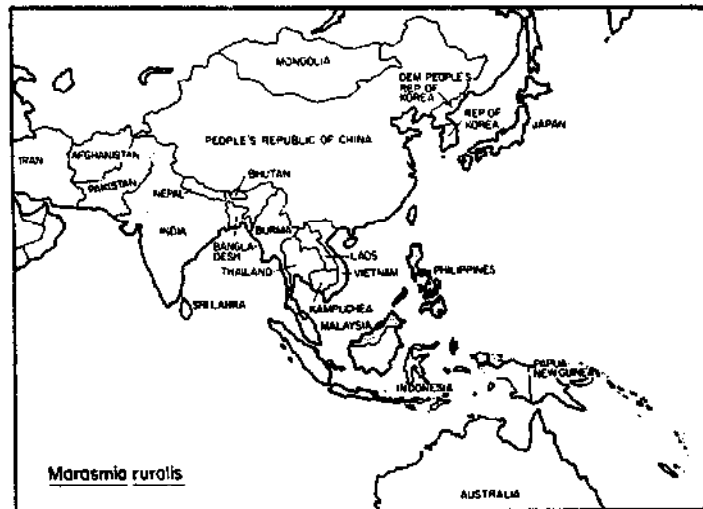 MONGOLIA
DEM PEOPLE'S
REP OF
KOREA
REP OF
KOREA
JAPAN
PEOPLE'S REPUBLIC OF CHINA
IRAN
AFGHANISTAN
PAKISTAN
NEPAL
BHUTAN
INDIA
BANGLA-
DESH
BURMA
LAOS
THAILAND
VIETNAM
PHILIPPINES
KAMPUCHEA
SRI LAHRA
MALAYSIA
INDONESIA
PAPUA
NEW GUINEA
Marasmia ruralis
AUSTRALIA